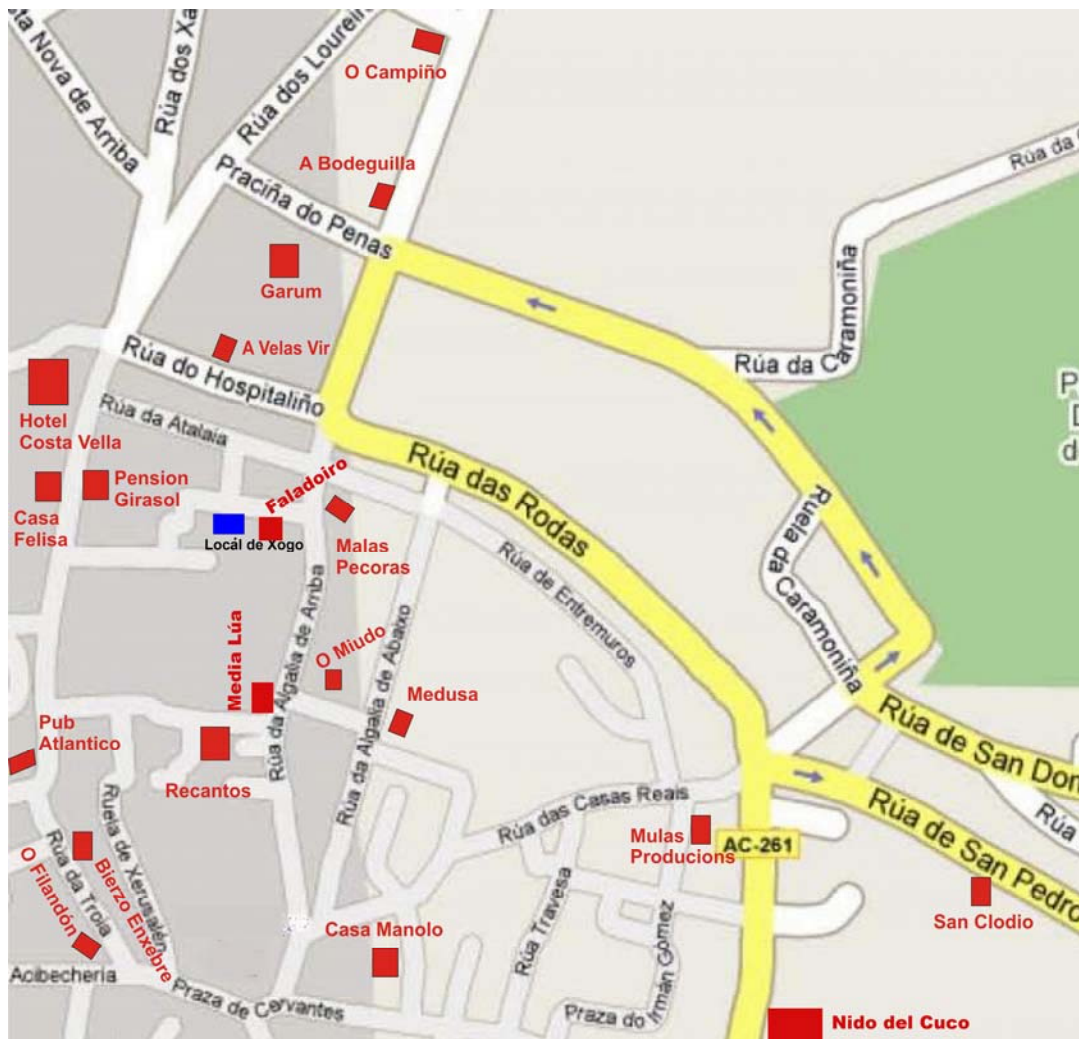 Nova de Arriba
Rúa dos Xa
Rúa dos Loureir
O Campiño
Rúa da
A Bodeguilla
Praciña do Penas
Garum
Rúa da Caramoniña
A Velas Vir
Rúa do Hospitaliño
Hotel
Costa Vella
Rúa da Atalaia
Pension
Girasol
Casa
Felisa
Faladoiro
Local de Xogo
Malas
Pecoras
Rúa das Rodas
Ruela da Caramoniña
P
D
de
Rúa de Entremuros
Rúa da Algalia de Arriba
Rúa da Algalia de Abaixo
Media Lúa
O Miudo
Medusa
Pub
Atlantico
Recantos
Rúa de San Dom
Rúa
Rúa de San Pedro
Rúa das Casas Reais
Mulas
Producions
AC-261
San Clodio
Ruela de Xerusalén
Rúa da Troia
Bierzo Enxebre
O Filandón
Casa Manolo
Rúa Travesa
Acibechería
Praza de Cervantes
Praza do Irmán Gómez
Nido del Cuco